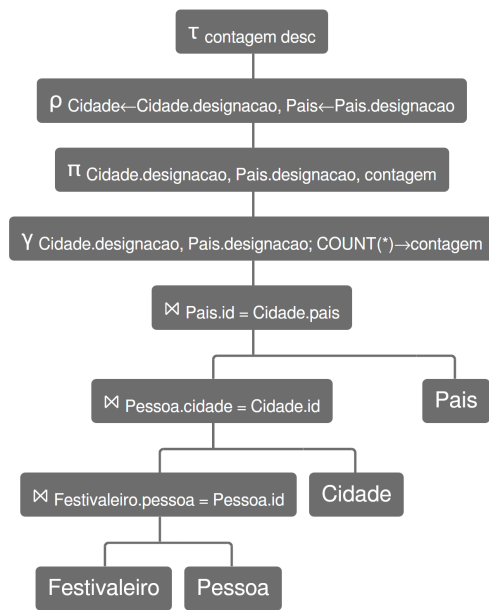 τ contagem desc
ρ Cidade←Cidade.designacao, Pais←Pais.designacao
π Cidade.designacao, Pais.designacao, contagem
γ Cidade.designacao, Pais.designacao; COUNT(*)→contagem
⋈ Pais.id = Cidade.pais
⋈ Pessoa.cidade = Cidade.id
Pais
⋈ Festivaleiro.pessoa = Pessoa.id
Cidade
Festivaleiro
Pessoa